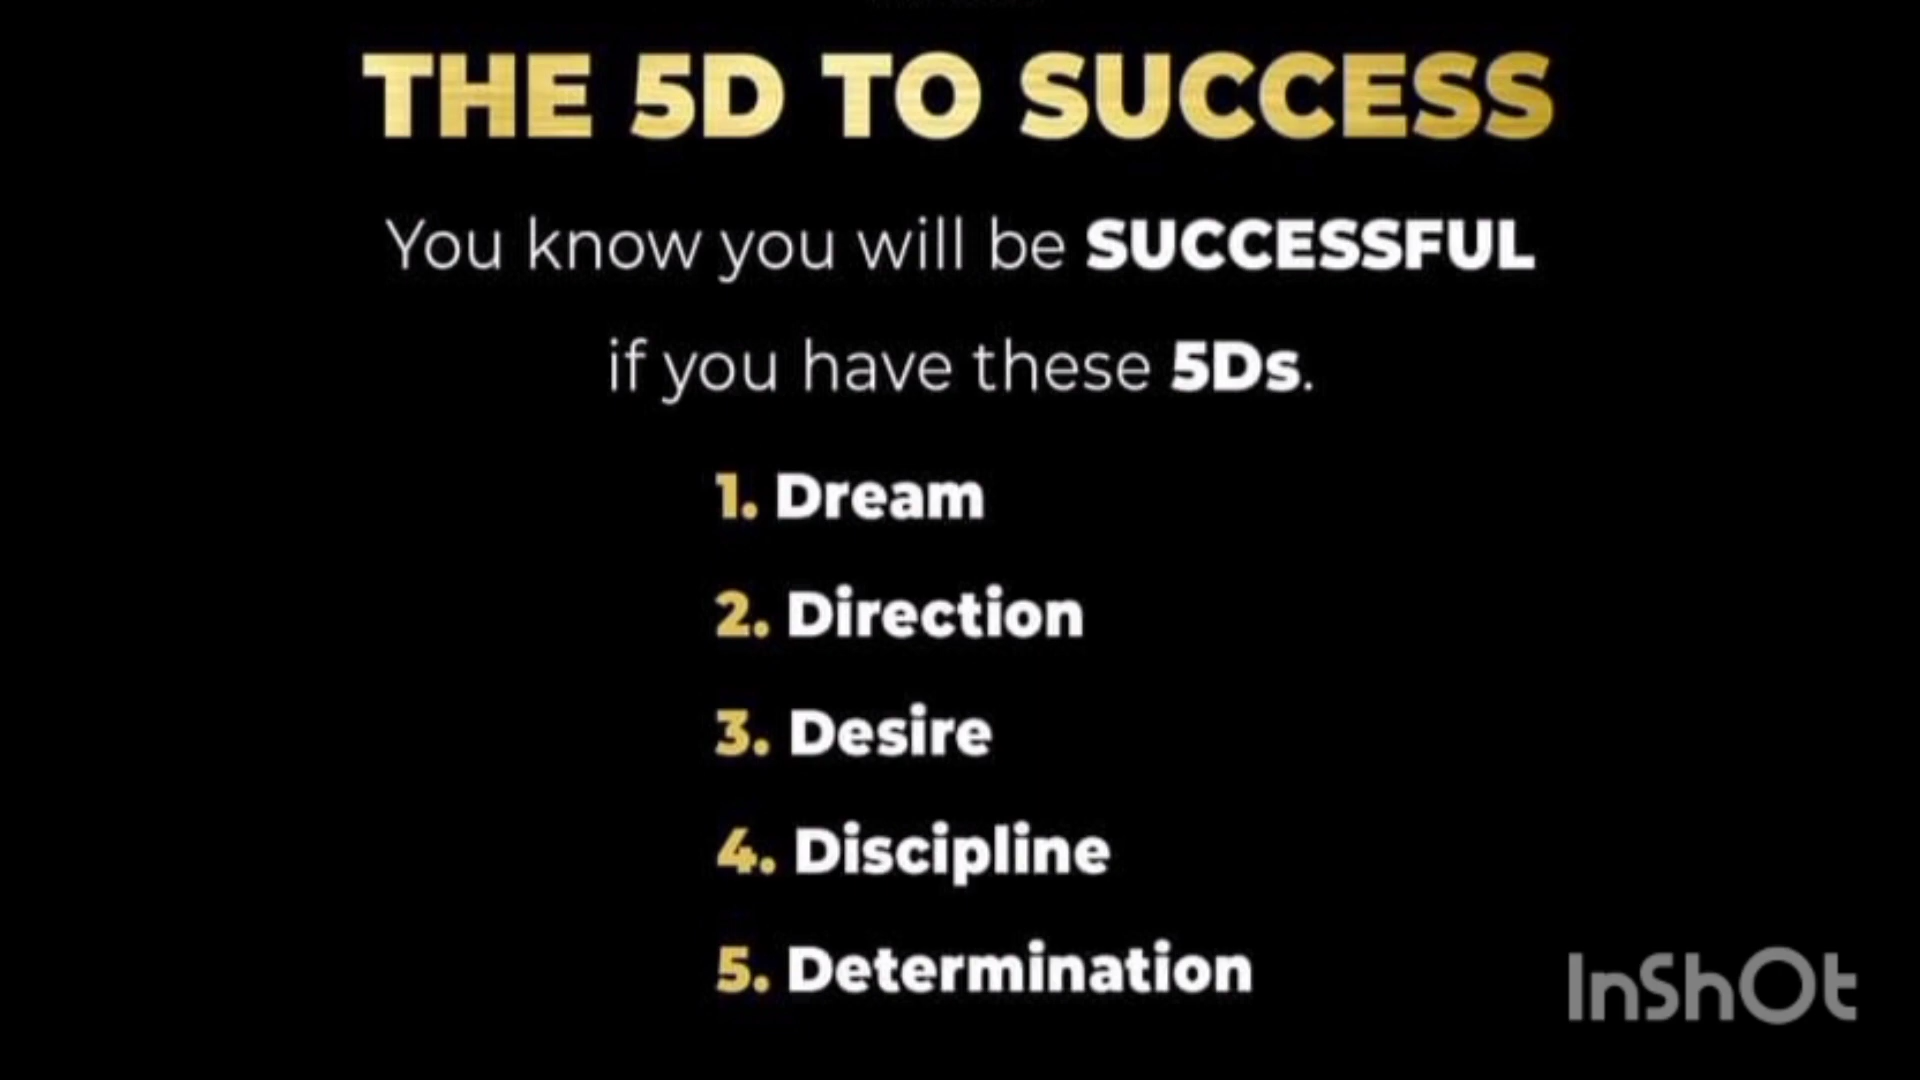 THE 5D TO SUCCESS
You know you will be SUCCESSFUL
if you have these 5Ds.
1. Dream
2. Direction
3. Desire
4. Discipline
5. Determination
InShOt